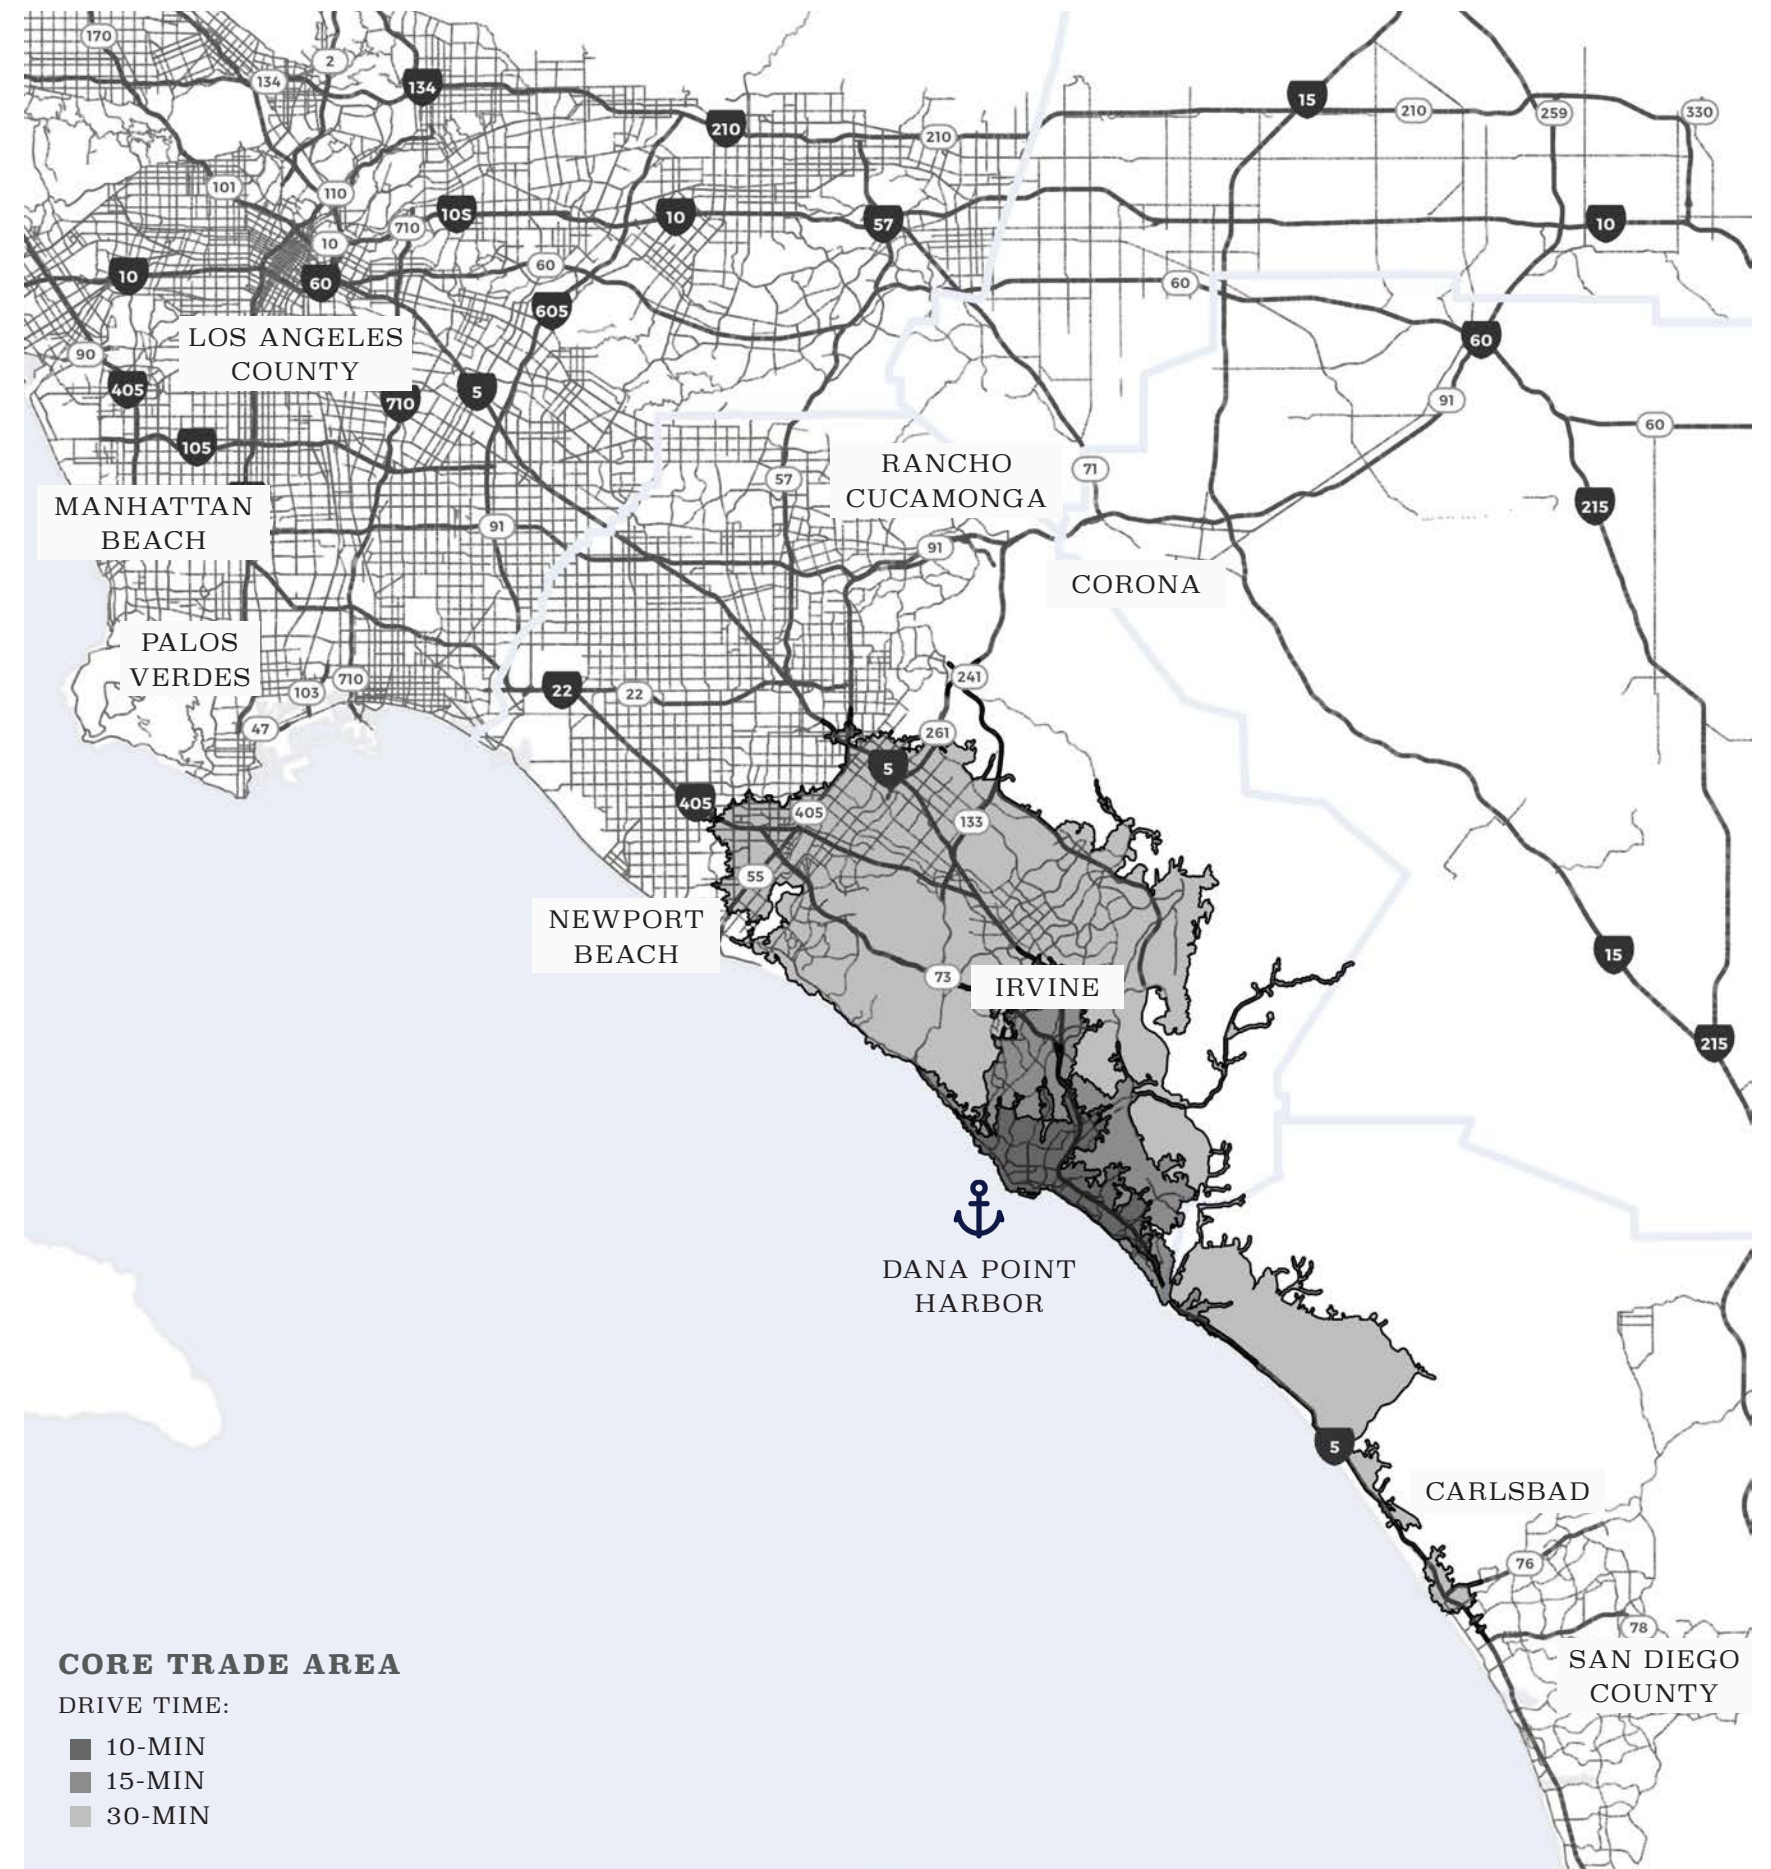 170
2
134
134
210
210
15
210
259
330
101
110
10S
710
10
10
57
10
10
60
60
60
605
LOS ANGELES
COUNTY
90
405
710
5
60
91
60
105
RANCHO
CUCAMONGA
57
71
MANHATTAN
BEACH
91
91
215
CORONA
PALOS
VERDES
103
710
47
22
22
241
261
5
405
405
133
55
NEWPORT
BEACH
73
IRVINE
15
215
DANA POINT
HARBOR
5
CARLSBAD
76
78
SAN DIEGO
COUNTY
CORE TRADE AREA
DRIVE TIME:
10-MIN
15-MIN
30-MIN